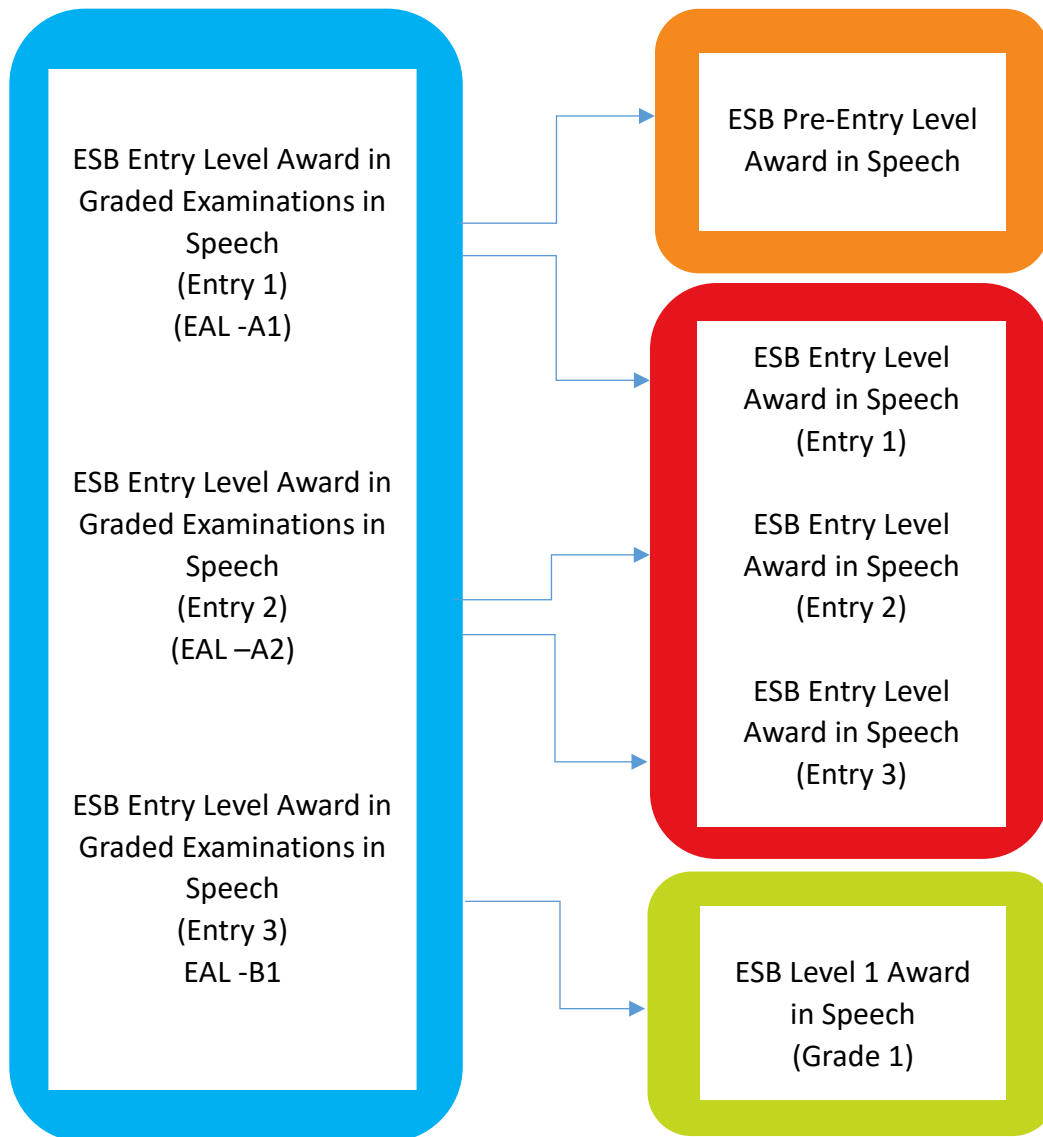 ESB Entry Level Award in
Graded Examinations in
Speech
(Entry 1)
(EAL -A1)
ESB Entry Level Award in
Graded Examinations in
Speech
(Entry 2)
(EAL –A2)
ESB Entry Level Award in
Graded Examinations in
Speech
(Entry 3)
EAL -B1
ESB Pre-Entry Level
Award in Speech
ESB Entry Level
Award in Speech
(Entry 1)
ESB Entry Level
Award in Speech
(Entry 2)
ESB Entry Level
Award in Speech
(Entry 3)
ESB Level 1 Award
in Speech
(Grade 1)